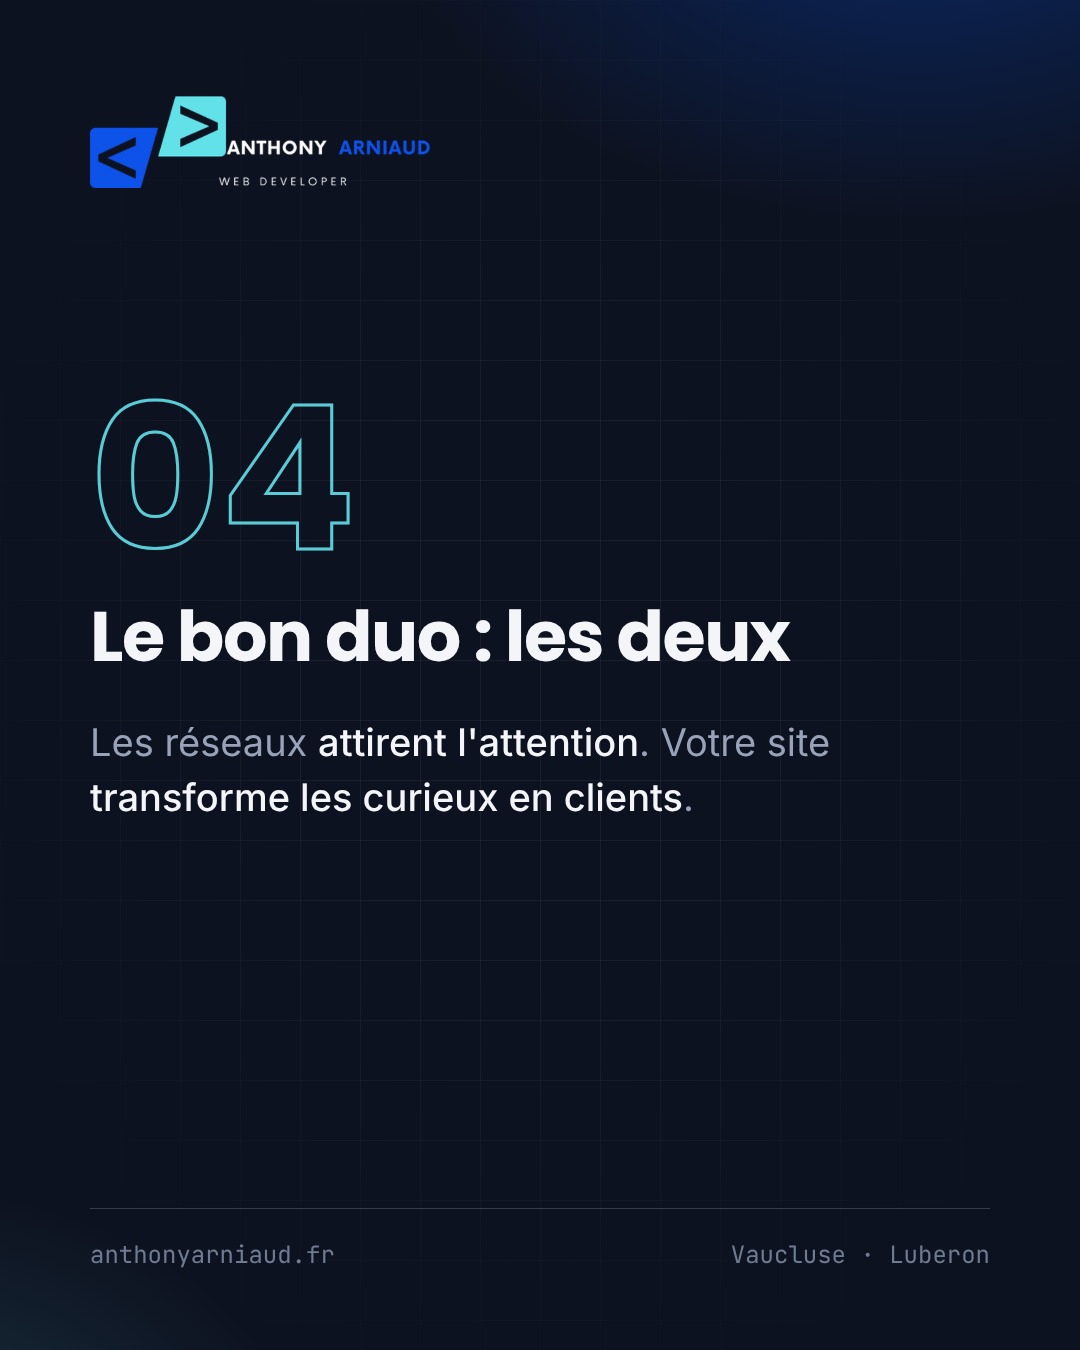 < >
ANTHONY ARNIAUD
WEB DEVELOPER
04
Le bon duo : les deux
Les réseaux attirent l'attention. Votre site
transforme les curieux en clients.
anthonyarniaud.fr
Vaucluse · Luberon